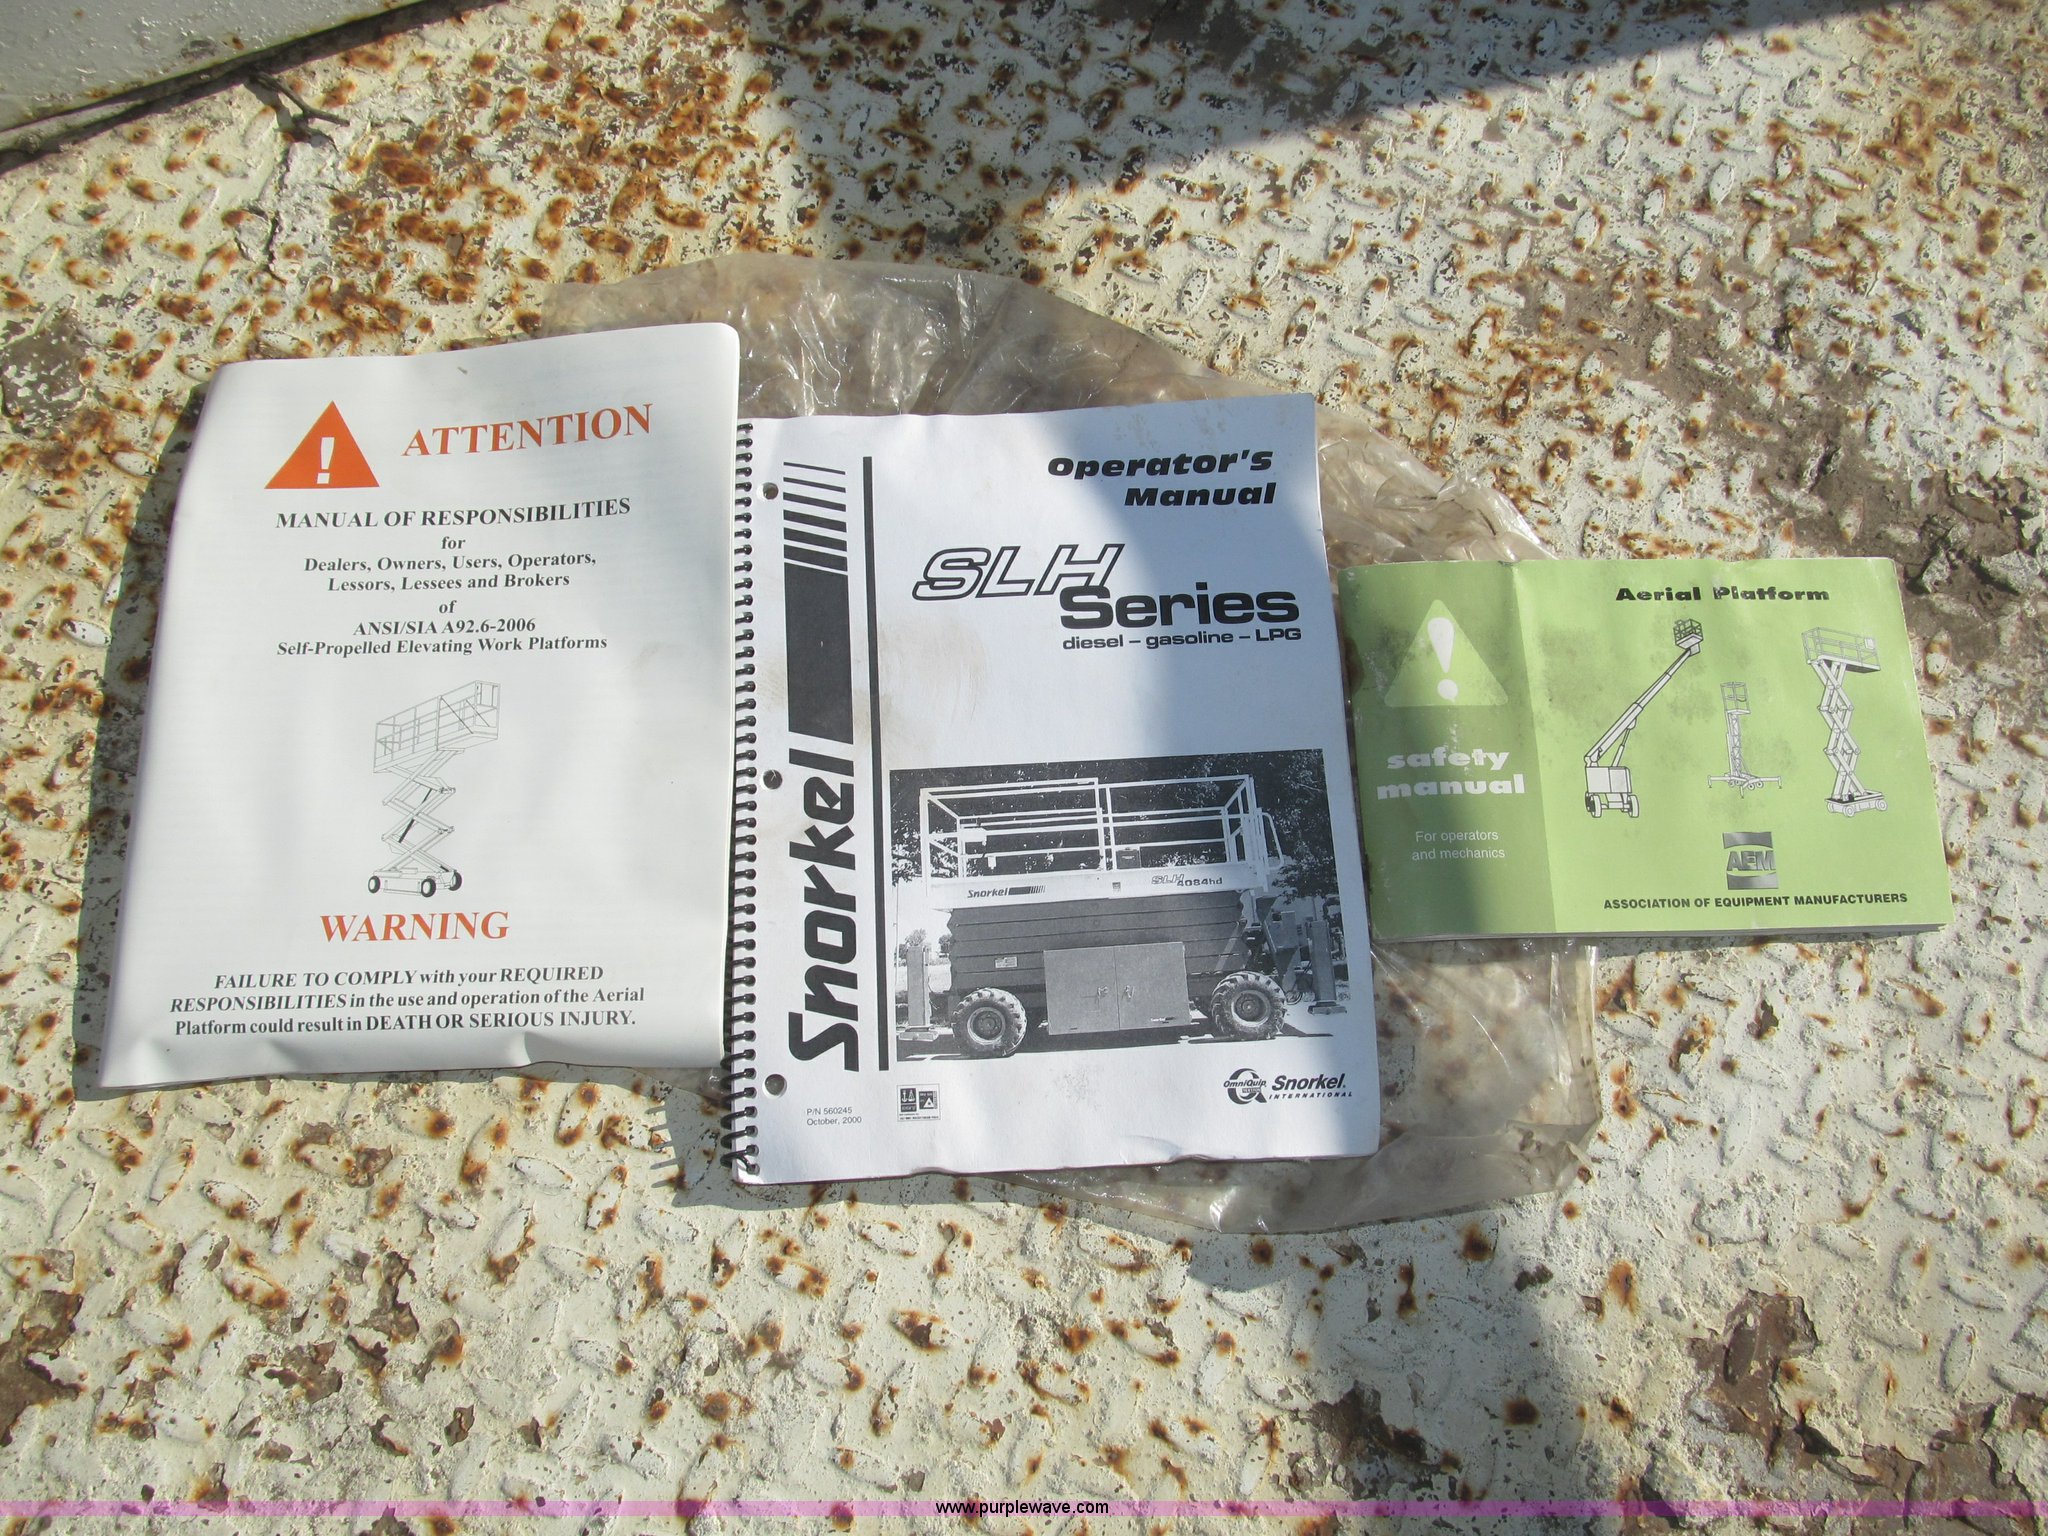 ATTENTION
MANUAL OF RESPONSIBILITIES
for
Dealers, Owners, Users, Operators,
Lessors, Lessees and Brokers
of
ANSI/SIA A92.6-2006
Self-Propelled Elevating Work Platforms
WARNING
FAILURE TO COMPLY with your REQUIRED
RESPONSIBILITIES in the use and operation of the Aerial
Platform could result in DEATH OR SERIOUS INJURY.
Snorkel
Operator's
Manual
SLH
Series
diesel – gasoline – LPG
Snorkel
SLH 4084hd
P/N 560245
October, 2000
OmniQuip
TEXTRON
Snorkel.
INTERNATIONAL
safety
manual
For operators
and mechanics
Aerial Platform
AEM
ASSOCIATION OF EQUIPMENT MANUFACTURERS
www.purplewave.com